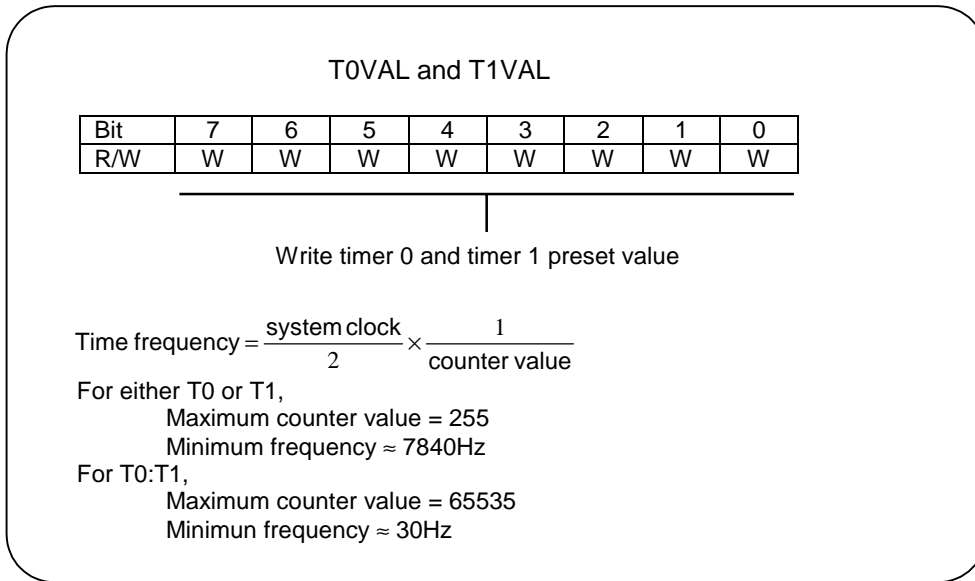 T0VAL and T1VAL
Bit 7 6 5 4 3 2 1 0
R/W W W W W W W W W
Write timer 0 and timer 1 preset value
Time frequency = system clock / 2 × 1 / counter value
For either T0 or T1,
Maximum counter value = 255
Minimum frequency ≈ 7840Hz
For T0:T1,
Maximum counter value = 65535
Minimun frequency ≈ 30Hz